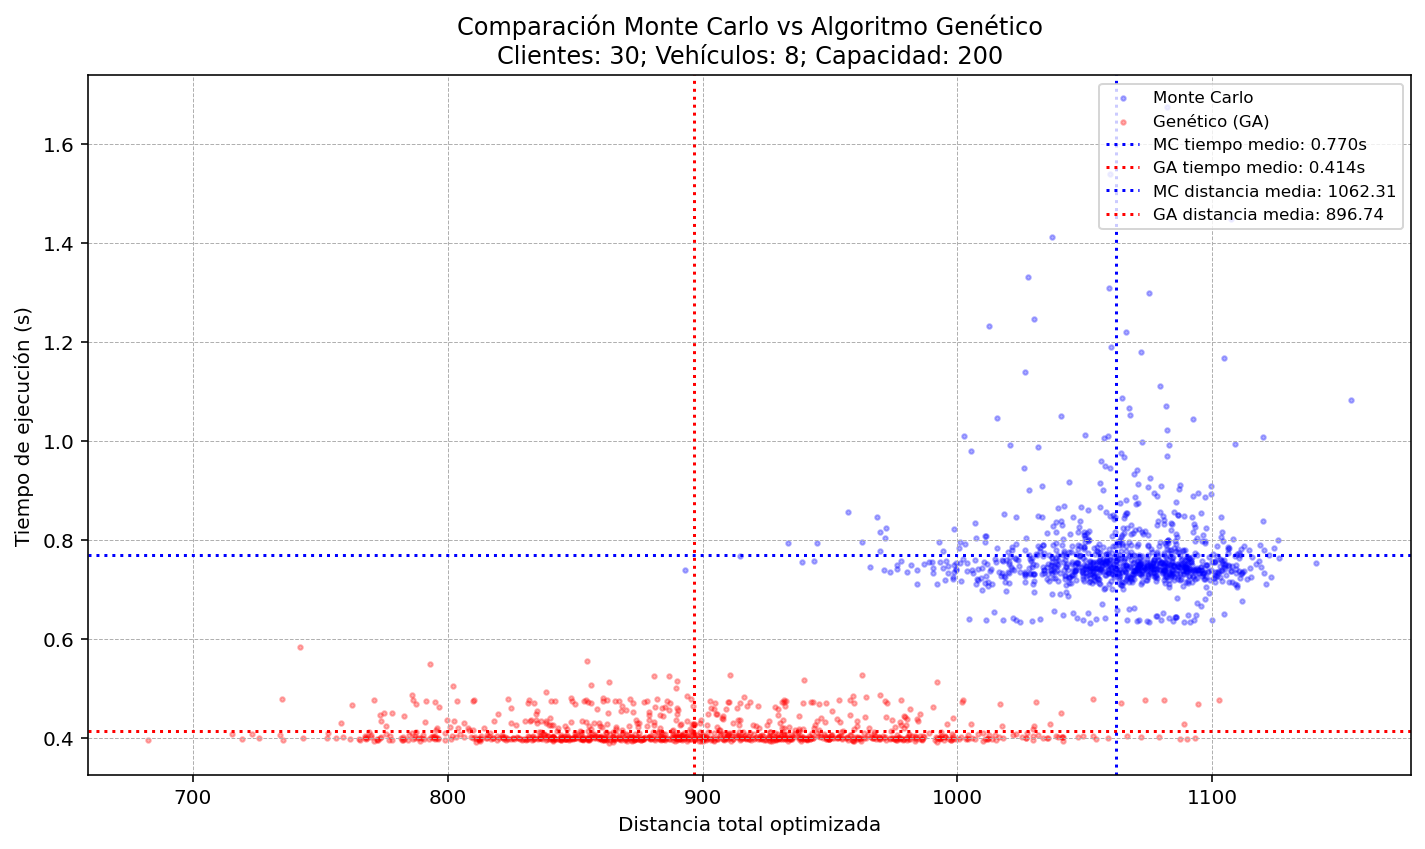 Comparación Monte Carlo vs Algoritmo Genético
Clientes: 30; Vehículos: 8; Capacidad: 200
Monte Carlo
Genético (GA)
MC tiempo medio: 0.770s
GA tiempo medio: 0.414s
MC distancia media: 1062.31
GA distancia media: 896.74
Tiempo de ejecución (s)
1.6
1.4
1.2
1.0
0.8
0.6
0.4
700 800 900 1000 1100
Distancia total optimizada